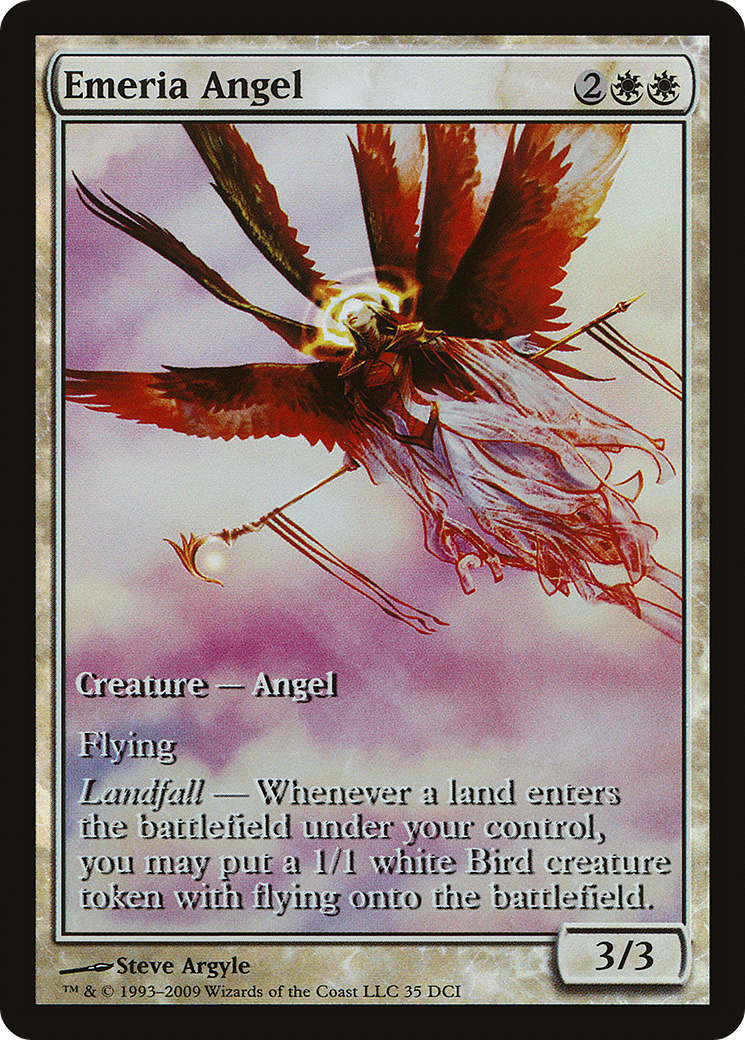 Emeria Angel 2
Creature — Angel
Flying
Landfall — Whenever a land enters
the battlefield under your control,
you may put a 1/1 white Bird creature
token with flying onto the battlefield.
3/3
Steve Argyle
™ & © 1993–2009 Wizards of the Coast LLC 35 DCI